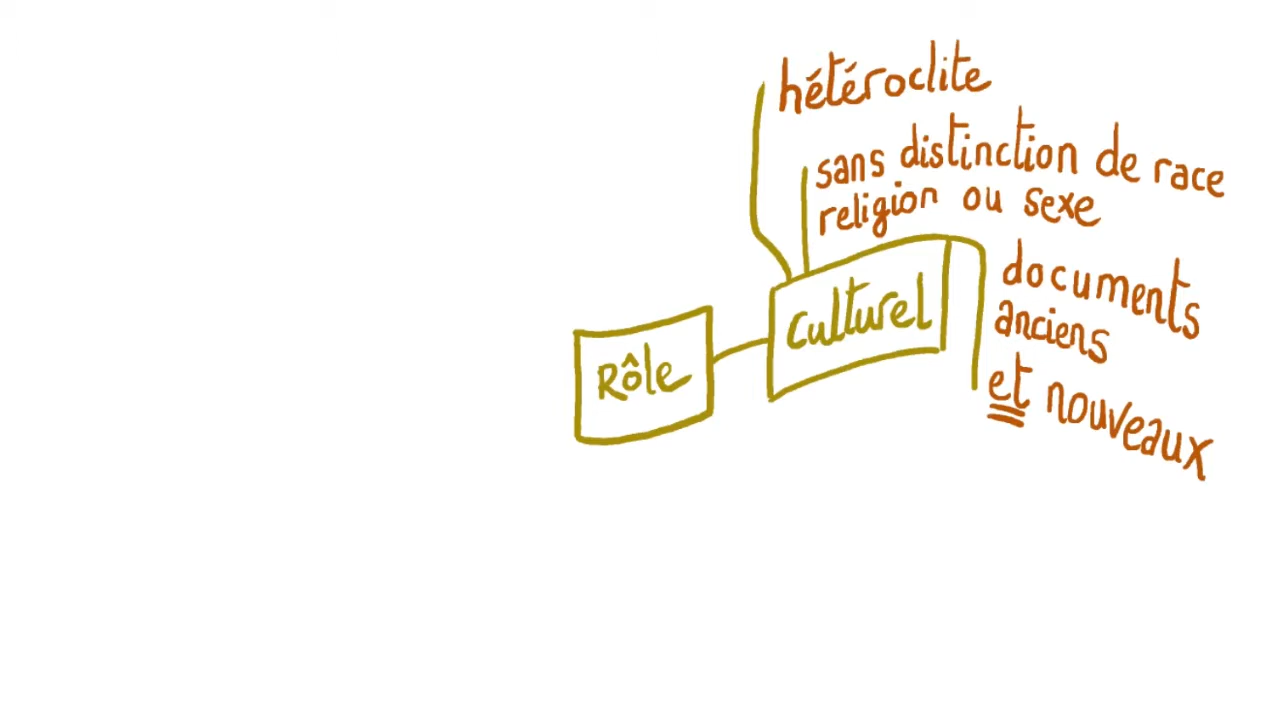 hétéroclite
sans distinction de race
religion ou sexe
documents
anciens
et nouveaux
Culturel
Rôle